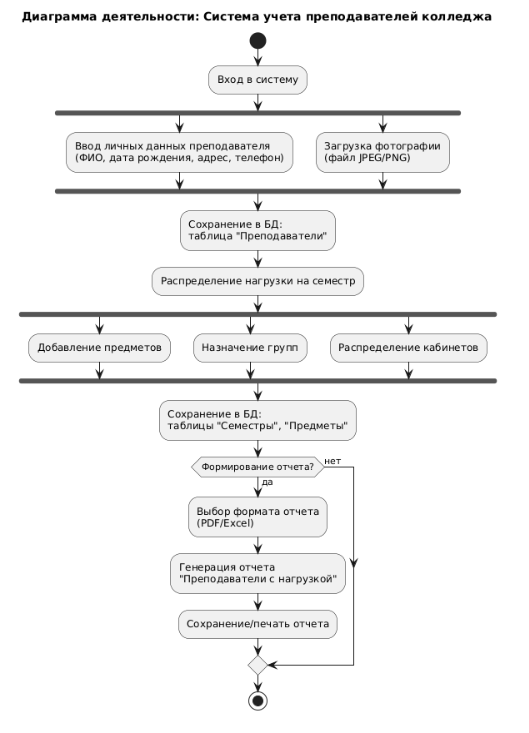 Диаграмма деятельности: Система учета преподавателей колледжа
Вход в систему
Ввод личных данных преподавателя
(ФИО, дата рождения, адрес, телефон)
Загрузка фотографии
(файл JPEG/PNG)
Сохранение в БД:
таблица "Преподаватели"
Распределение нагрузки на семестр
Добавление предметов
Назначение групп
Распределение кабинетов
Сохранение в БД:
таблицы "Семестры", "Предметы"
Формирование отчета?
нет
да
Выбор формата отчета
(PDF/Excel)
Генерация отчета
"Преподаватели с нагрузкой"
Сохранение/печать отчета